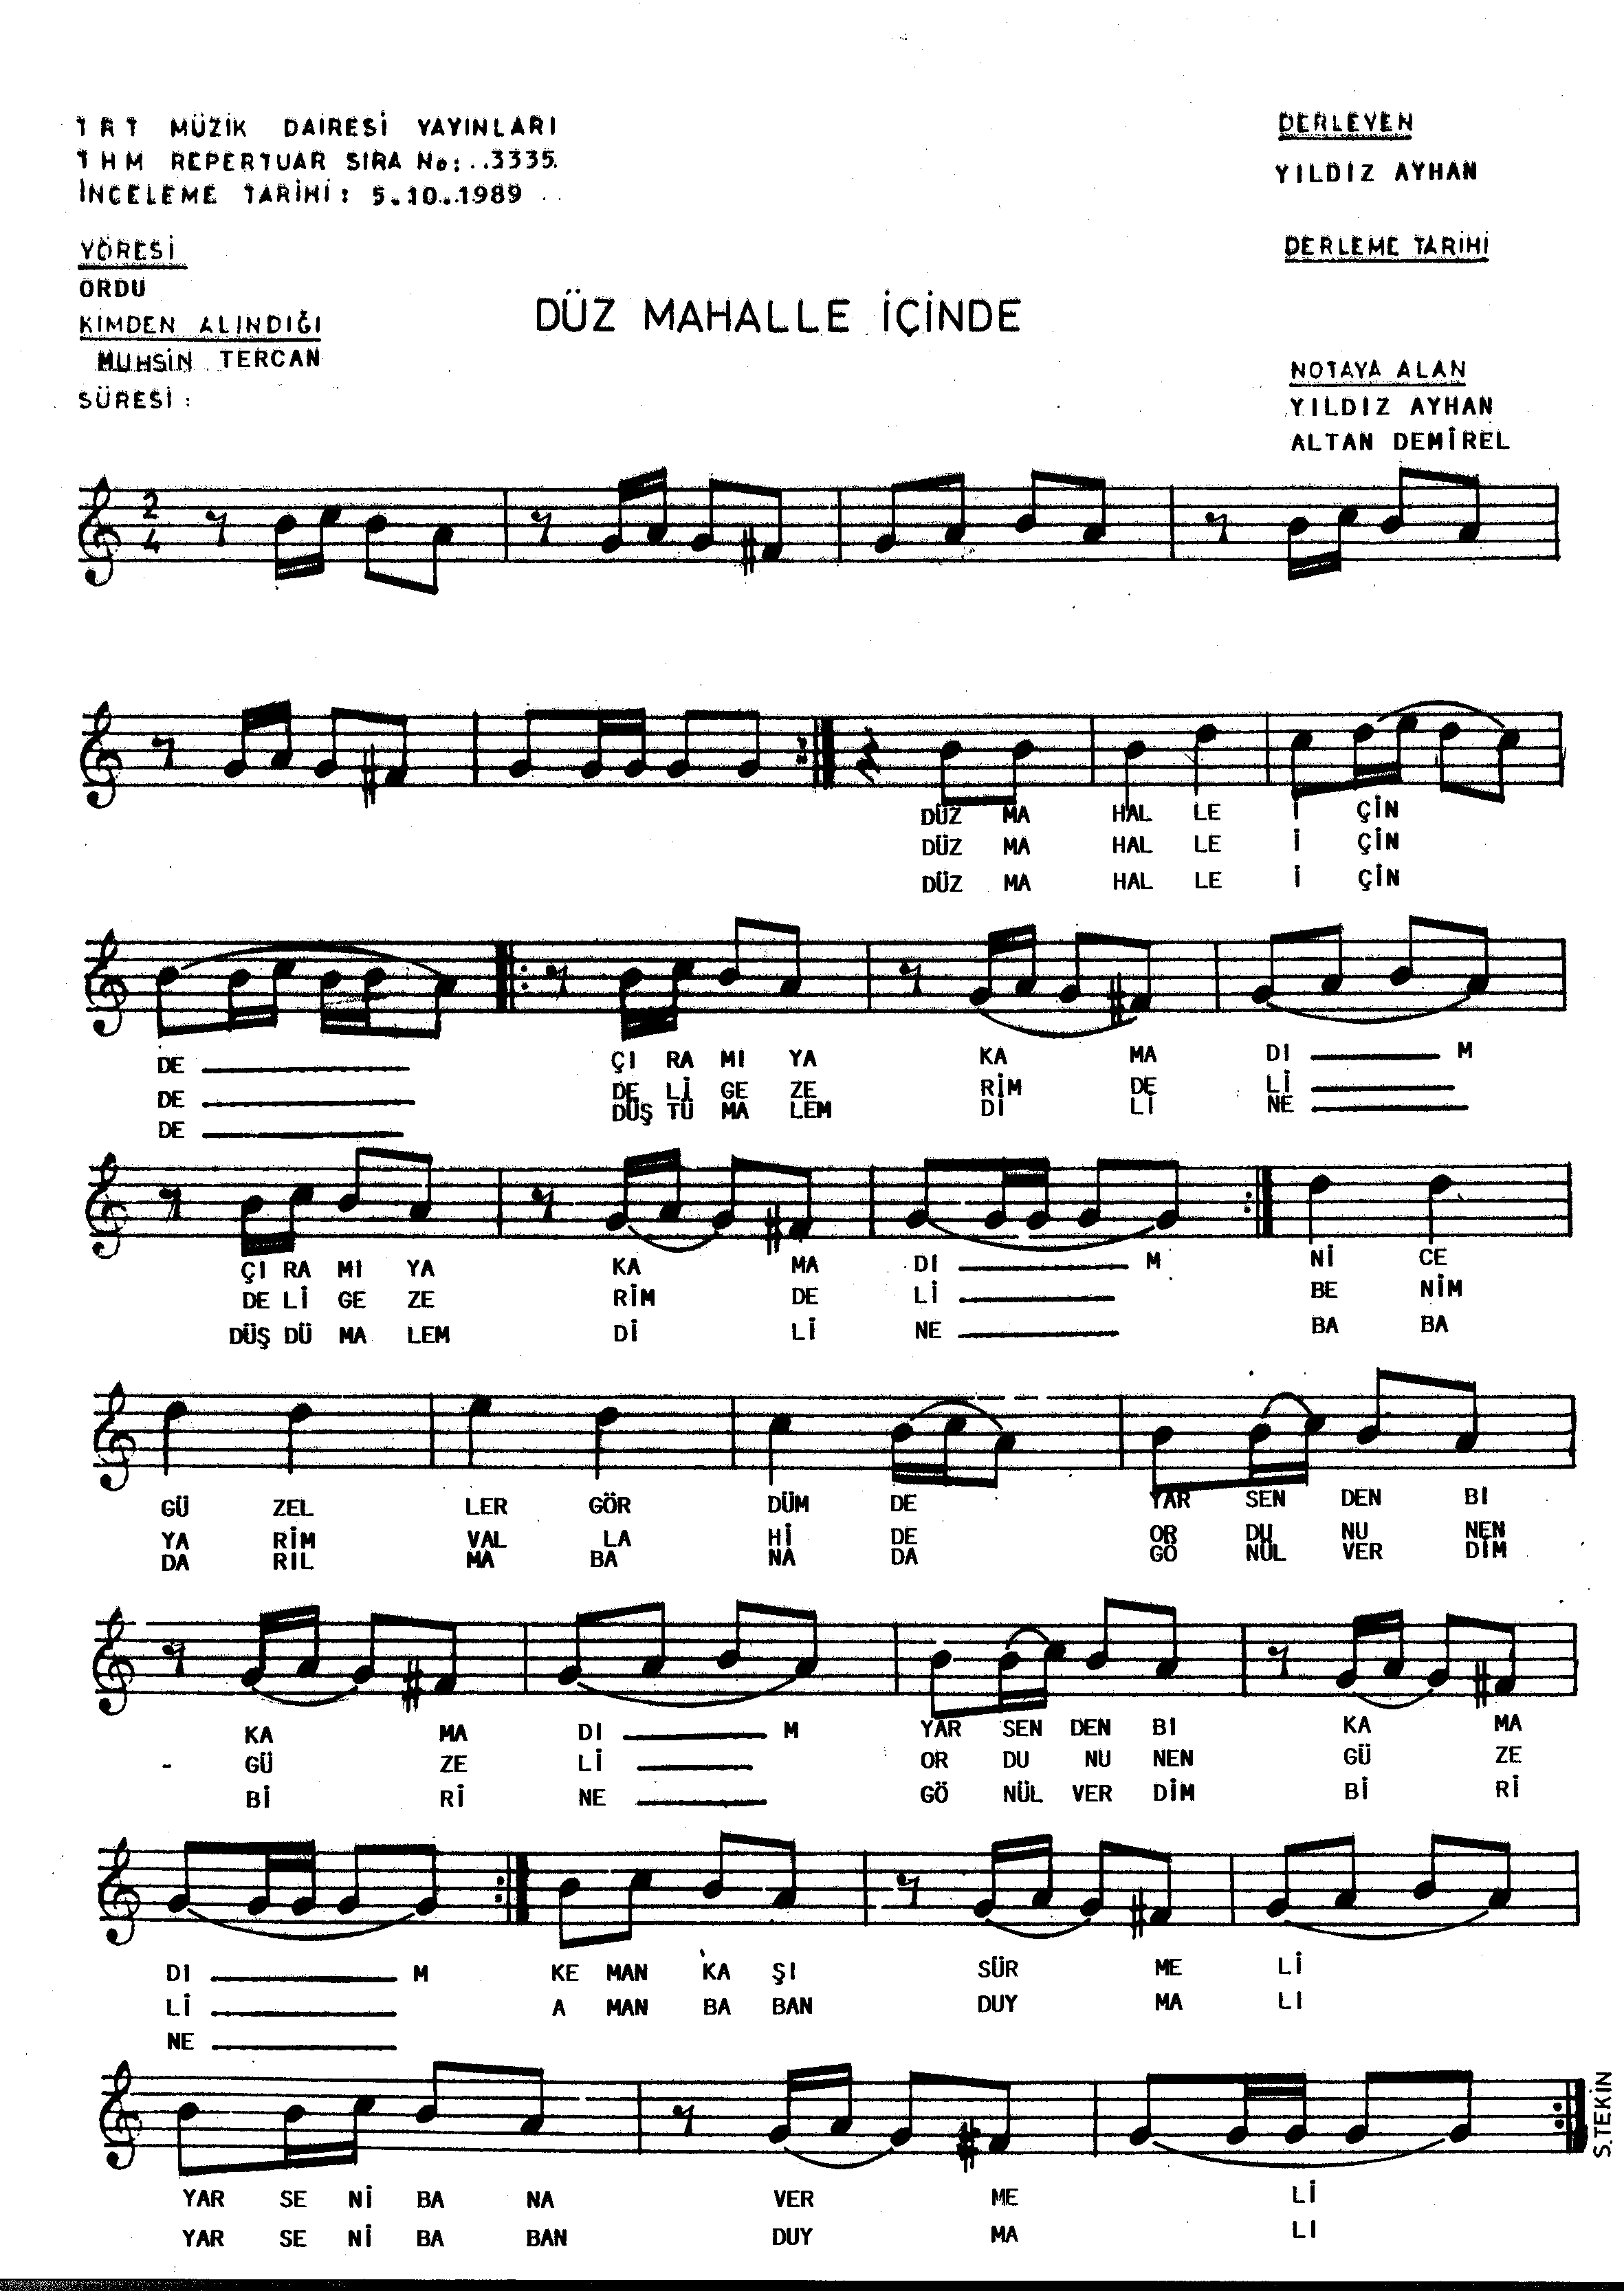 TRT MÜZİK DAİRESİ YAYINLARI
THM REPERTUAR SIRA No: ..3335.
İNCELEME TARİHİ: 5.10..1989
DERLEYEN
YILDIZ AYHAN
YÖRESİ
ORDU
DERLEME TARİHİ
KİMDEN ALINDIĞI
MUHSİN TERCAN
DÜZ MAHALLE İÇİNDE
SÜRESİ :
NOTAYA ALAN
YILDIZ AYHAN
ALTAN DEMİREL
2
4
DÜZ MA HAL LE İ ÇİN
DÜZ MA HAL LE İ ÇİN
DÜZ MA HAL LE İ ÇİN
DE ÇI RA MI YA KA MA DI M
DE DE Lİ GE ZE RİM DE Lİ
DE DÜŞ TÜ MA LEM Dİ Lİ NE
ÇI RA MI YA KA MA DI M Nİ CE
DE Lİ GE ZE RİM DE Lİ BE NİM
DÜŞ DÜ MA LEM Dİ Lİ NE BA BA
GÜ ZEL LER GÖR DÜM DE YAR SEN DEN BI
YA RİM VAL LA Hİ DE OR DU NU NEN
DA RIL MA BA NA DA GÖ NÜL VER DİM
KA MA DI M YAR SEN DEN BI KA MA
- GÜ ZE Lİ OR DU NU NEN GÜ ZE
Bİ Rİ NE GÖ NÜL VER DİM Bİ Rİ
DI M KE MAN KA ŞI SÜR ME Lİ
Lİ A MAN BA BAN DUY MA LI
NE
YAR SE Nİ BA NA VER ME Lİ
YAR SE Nİ BA BAN DUY MA LI
S.TEKİN